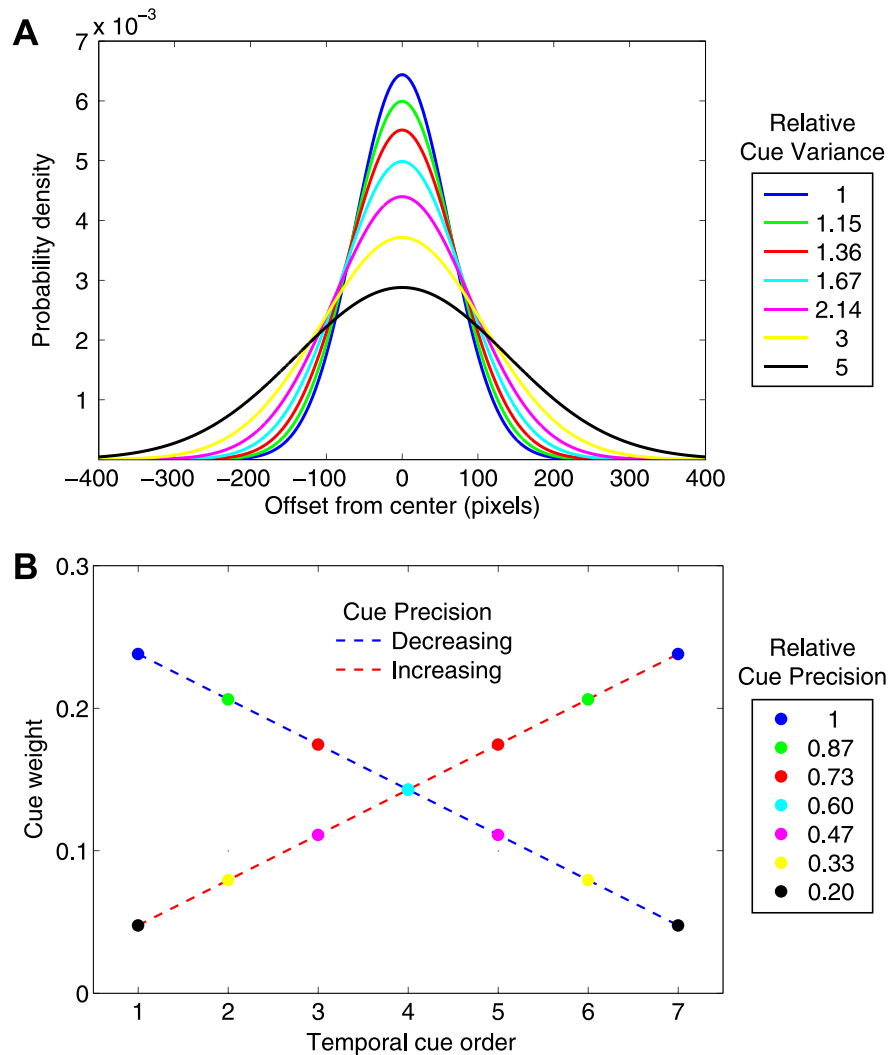 A
x 10⁻³
7
6
5
4
3
2
1
Probability density
−400 −300 −200 −100 0 100 200 300 400
Offset from center (pixels)
Relative
Cue Variance
1
1.15
1.36
1.67
2.14
3
5
B
0.3
0.2
0.1
0
Cue weight
Cue Precision
Decreasing
Increasing
1 2 3 4 5 6 7
Temporal cue order
Relative
Cue Precision
1
0.87
0.73
0.60
0.47
0.33
0.20